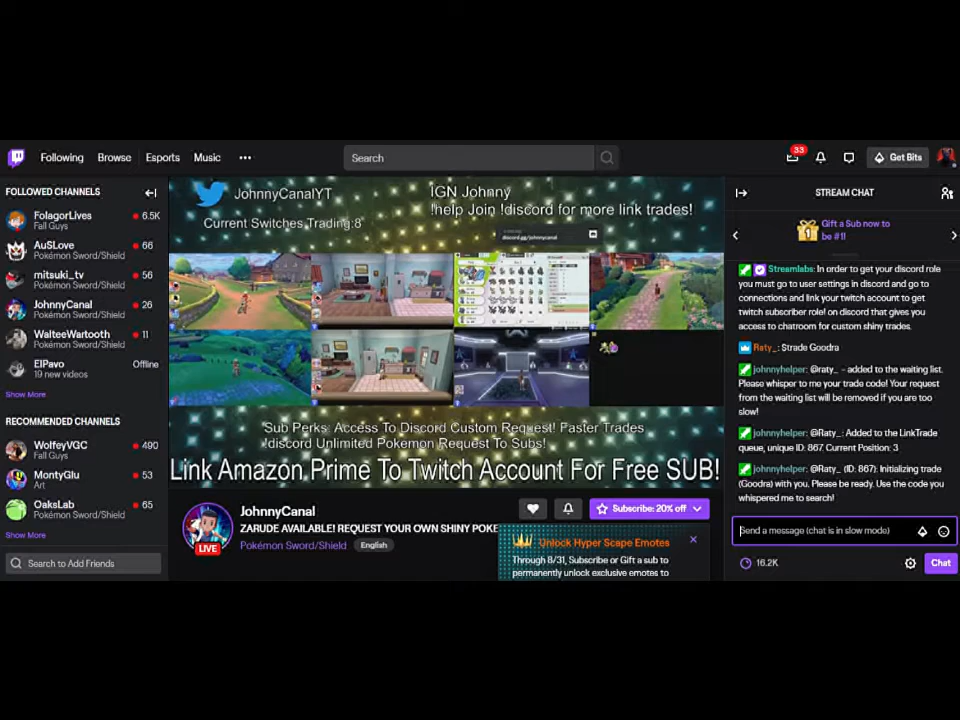 Following Browse Esports Music ••• Search 33 Get Bits
FOLLOWED CHANNELS
FolagorLives 6.5K
Fall Guys
AuSLove 66
Pokémon Sword/Shield
mitsuki_tv 56
Pokémon Sword/Shield
JohnnyCanal 26
Pokémon Sword/Shield
WalteeWartooth 11
Pokémon Sword/Shield
ElPavo Offline
19 new videos
Show More
RECOMMENDED CHANNELS
WolfeyVGC 490
Pokémon Sword/Shield
MontyGlu 53
Art
OaksLab 65
Pokémon Sword/Shield
Show More
Search to Add Friends
JohnnyCanalYT
IGN Johnny
!help Join !discord for more link trades!
Current Switches Trading:8
discord.gg/johnnycanal
Sub Perks: Access To Discord Custom Request! Faster Trades
!discord Unlimited Pokemon Request To Subs!
Link Amazon Prime To Twitch Account For Free SUB!
LIVE
JohnnyCanal
Subscribe: 20% off
ZARUDE AVAILABLE! REQUEST YOUR OWN SHINY POKE
Pokémon Sword/Shield English
Unlock Hyper Scape Emotes
Through 8/31, Subscribe or Gift a sub to
permanently unlock exclusive emotes to
STREAM CHAT
Gift a Sub now to
be #1!
1
Streamlabs: In order to get your discord role
you must go to user settings in discord and go to
connections and link your twitch account to get
twitch subscriber role! on discord that gives you
access to chatroom for custom shiny trades.
Raty_: $trade Goodra
johnnyhelper: @raty_ - added to the waiting list.
Please whisper to me your trade code! Your request
from the waiting list will be removed if you are too
slow!
johnnyhelper: @Raty_: Added to the LinkTrade
queue, unique ID: 867. Current Position: 3
johnnyhelper: @Raty_ (ID: 867): Initializing trade
(Goodra) with you. Please be ready. Use the code you
whispered me to search!
Send a message (chat is in slow mode)
16.2K
Chat